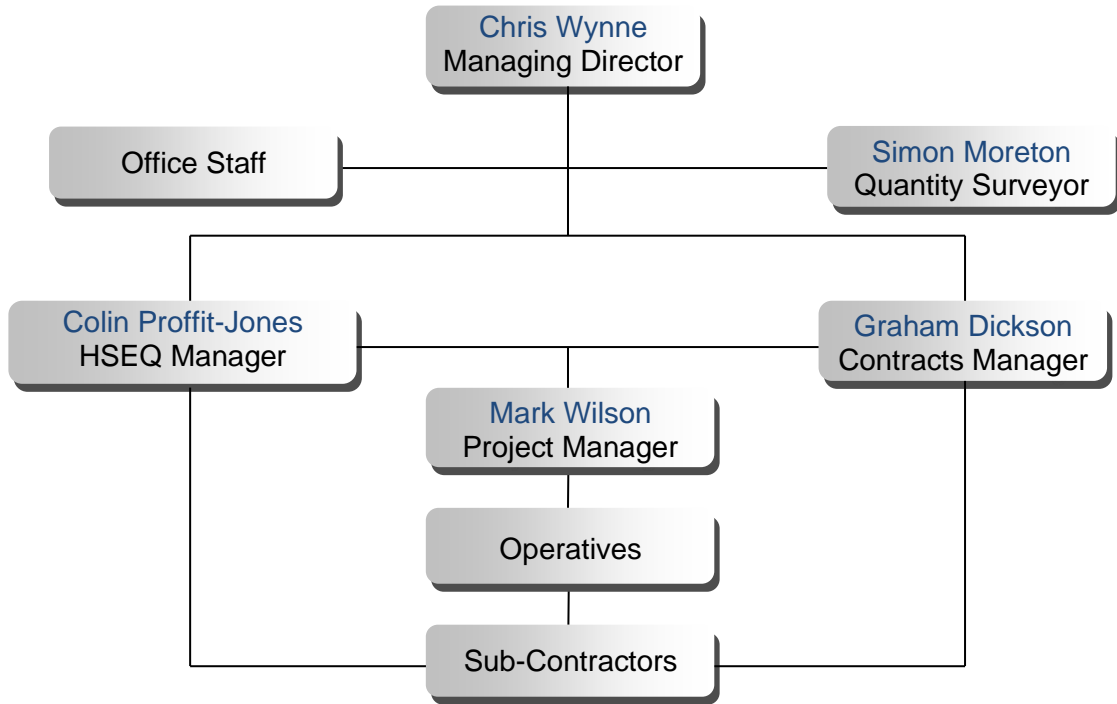 Chris Wynne
Managing Director
Office Staff
Simon Moreton
Quantity Surveyor
Colin Proffit-Jones
HSEQ Manager
Graham Dickson
Contracts Manager
Mark Wilson
Project Manager
Operatives
Sub-Contractors